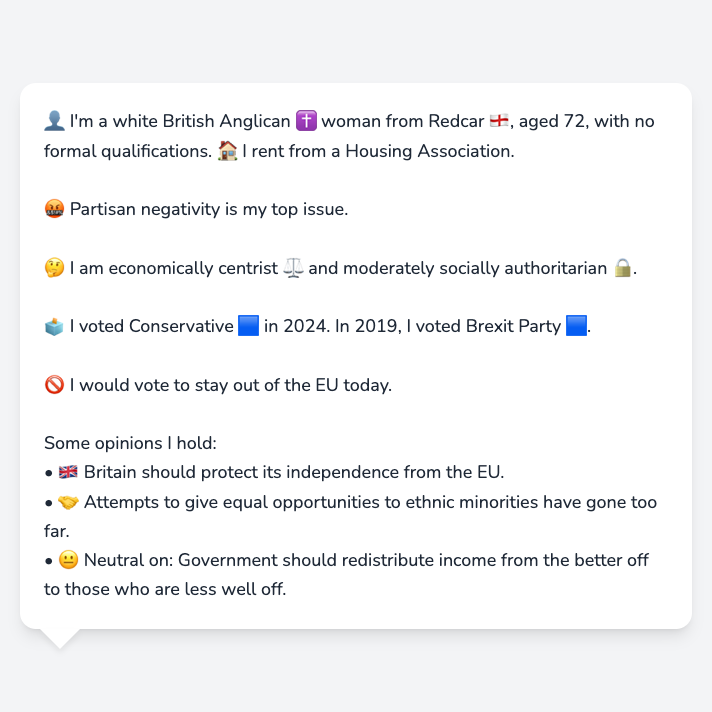 👤 I'm a white British Anglican ✝️ woman from Redcar 🏴󠁧󠁢󠁥󠁮󠁧󠁿, aged 72, with no
formal qualifications. 🏠 I rent from a Housing Association.
🤬 Partisan negativity is my top issue.
🤔 I am economically centrist ⚖️ and moderately socially authoritarian 🔒.
🗳️ I voted Conservative 🟦 in 2024. In 2019, I voted Brexit Party 🟦.
🚫 I would vote to stay out of the EU today.
Some opinions I hold:
• 🇬🇧 Britain should protect its independence from the EU.
• 🤝 Attempts to give equal opportunities to ethnic minorities have gone too
far.
• 😐 Neutral on: Government should redistribute income from the better off
to those who are less well off.